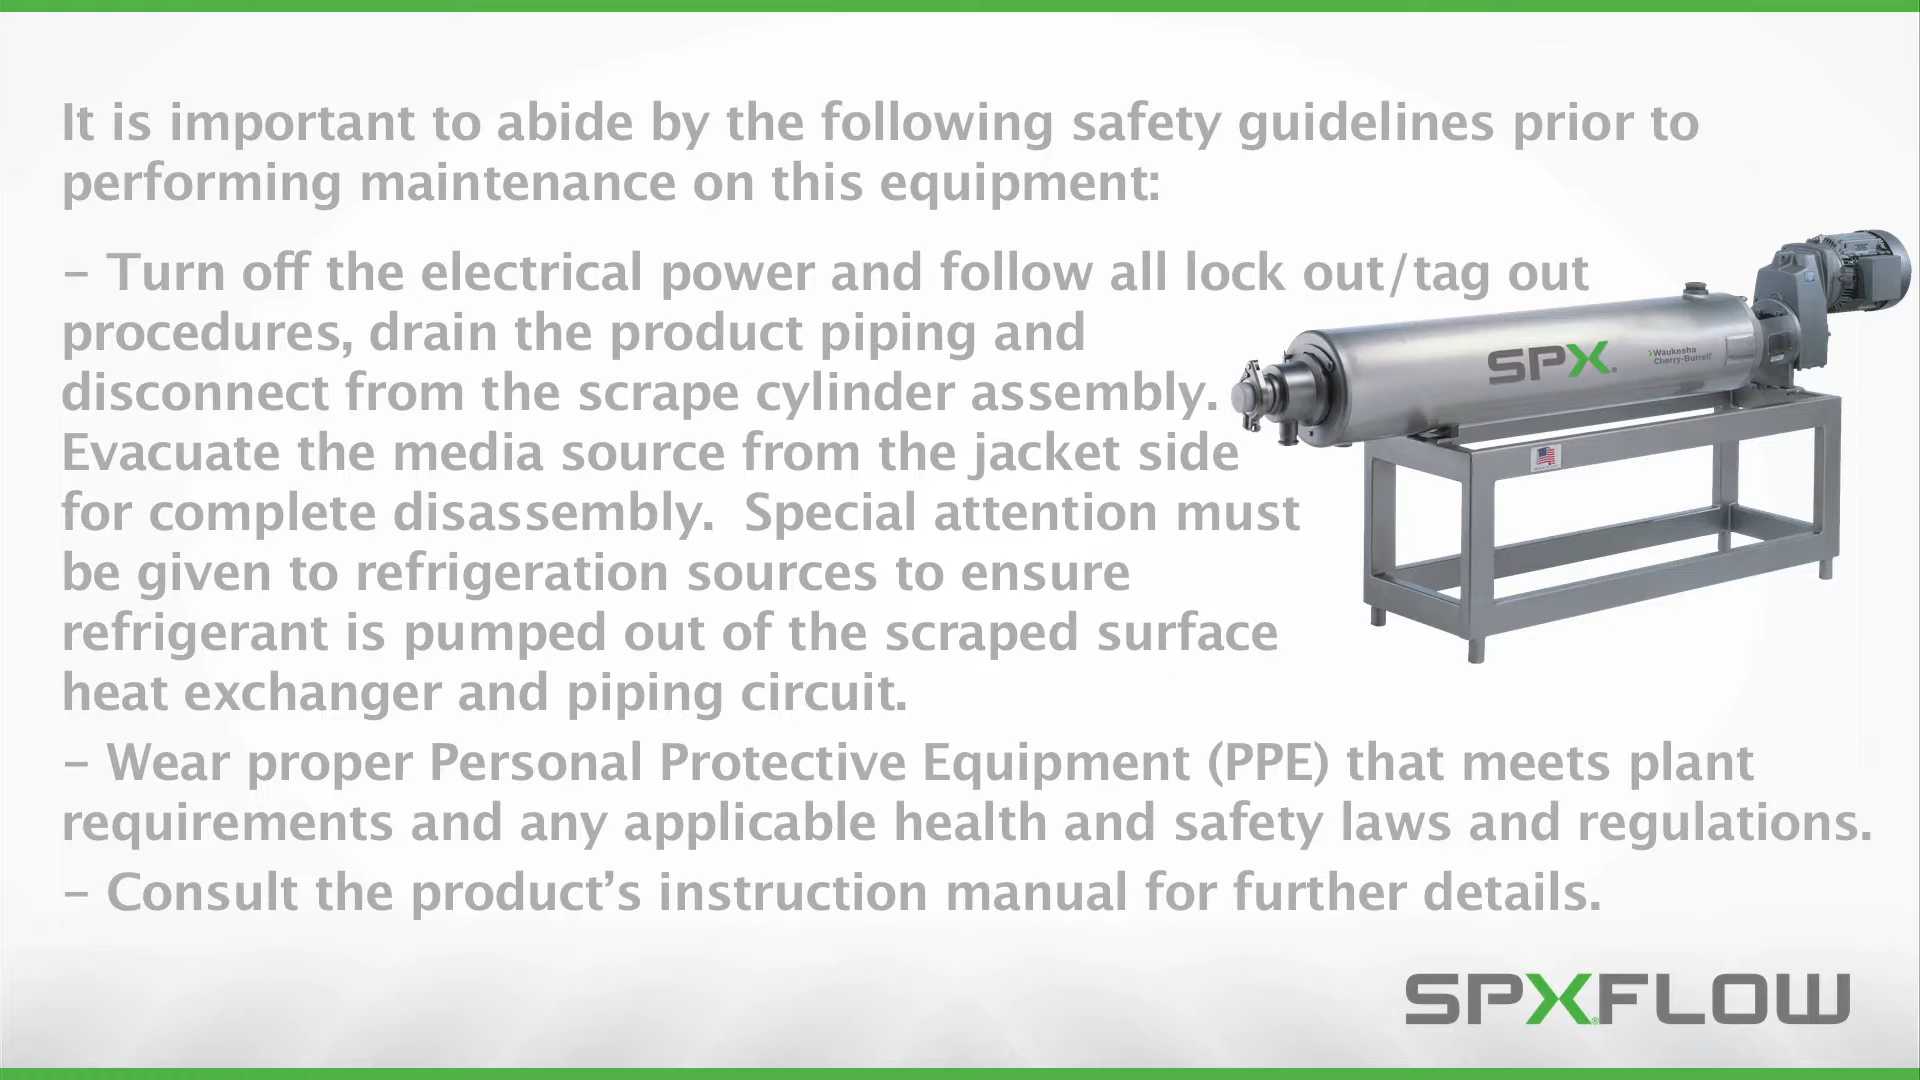 It is important to abide by the following safety guidelines prior to
performing maintenance on this equipment:
- Turn off the electrical power and follow all lock out/tag out
procedures, drain the product piping and
disconnect from the scrape cylinder assembly.
Evacuate the media source from the jacket side
for complete disassembly.  Special attention must
be given to refrigeration sources to ensure
refrigerant is pumped out of the scraped surface
heat exchanger and piping circuit.
- Wear proper Personal Protective Equipment (PPE) that meets plant
requirements and any applicable health and safety laws and regulations.
- Consult the product’s instruction manual for further details.
SPX®
Waukesha
Cherry-Burrell
SPXFLOW®